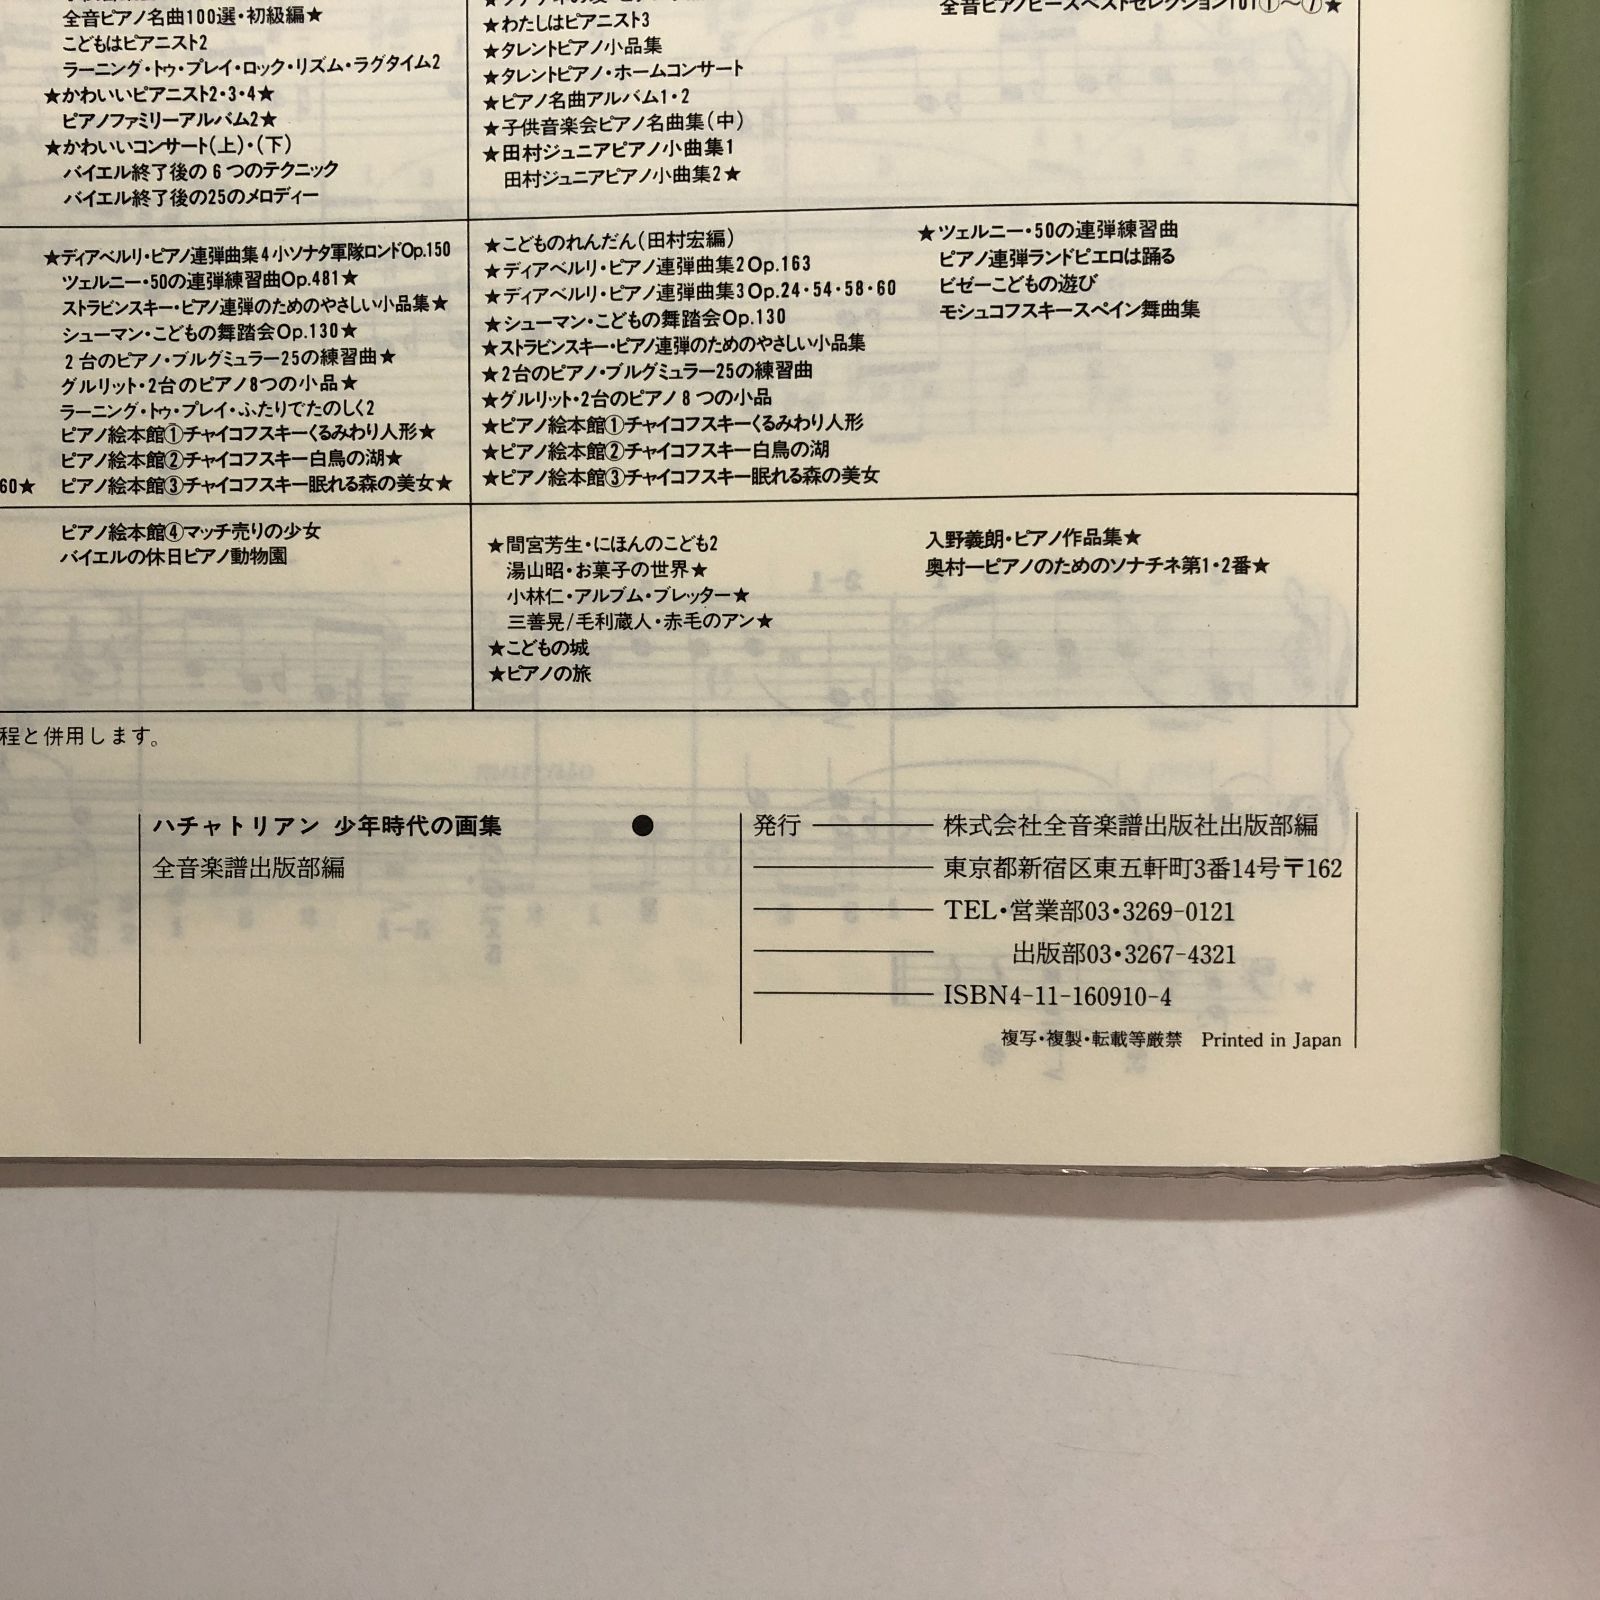 全音ピアノ名曲100選・初級編★
こどもはピアニスト2
ラーニング・トゥ・プレイ・ロック・リズム・ラグタイム2
★かわいいピアニスト2・3・4★
ピアノファミリーアルバム2★
★かわいいコンサート(上)・(下)
バイエル終了後の6つのテクニック
バイエル終了後の25のメロディー
★わたしはピアニスト3
★タレントピアノ小品集
★タレントピアノ・ホームコンサート
★ピアノ名曲アルバム1・2
★子供音楽会ピアノ名曲集(中)
★田村ジュニアピアノ小曲集1
田村ジュニアピアノ小曲集2★
全音ピアノピースベストセレクション101①〜⑦★
★ディアベルリ・ピアノ連弾曲集4小ソナタ軍隊ロンドOp.150
ツェルニー・50の連弾練習曲Op.481★
ストラビンスキー・ピアノ連弾のためのやさしい小品集★
シューマン・こどもの舞踏会Op.130★
2台のピアノ・ブルグミュラー25の練習曲★
グルリット・2台のピアノ8つの小品★
ラーニング・トゥ・プレイ・ふたりでたのしく2
ピアノ絵本館①チャイコフスキーくるみわり人形★
ピアノ絵本館②チャイコフスキー白鳥の湖★
60★ ピアノ絵本館③チャイコフスキー眠れる森の美女★
★こどものれんだん(田村宏編)
★ディアベルリ・ピアノ連弾曲集2Op.163
★ディアベルリ・ピアノ連弾曲集3Op.24・54・58・60
★シューマン・こどもの舞踏会Op.130
★ストラビンスキー・ピアノ連弾のためのやさしい小品集
★2台のピアノ・ブルグミュラー25の練習曲
★グルリット・2台のピアノ8つの小品
★ピアノ絵本館①チャイコフスキーくるみわり人形
★ピアノ絵本館②チャイコフスキー白鳥の湖
★ピアノ絵本館③チャイコフスキー眠れる森の美女
★ツェルニー・50の連弾練習曲
ピアノ連弾ランドピエロは踊る
ビゼーこどもの遊び
モシュコフスキースペイン舞曲集
ピアノ絵本館④マッチ売りの少女
バイエルの休日ピアノ動物園
★間宮芳生・にほんのこども2
湯山昭・お菓子の世界★
小林仁・アルブム・ブレッター★
三善晃/毛利蔵人・赤毛のアン★
★こどもの城
★ピアノの旅
入野義朗・ピアノ作品集★
奥村一ピアノのためのソナチネ第1・2番★
程と併用します。
ハチャトリアン 少年時代の画集 ●
全音楽譜出版部編
発行 株式会社全音楽譜出版社出版部編
東京都新宿区東五軒町3番14号〒162
TEL・営業部03・3269-0121
出版部03・3267-4321
ISBN4-11-160910-4
複写・複製・転載等厳禁 Printed in Japan